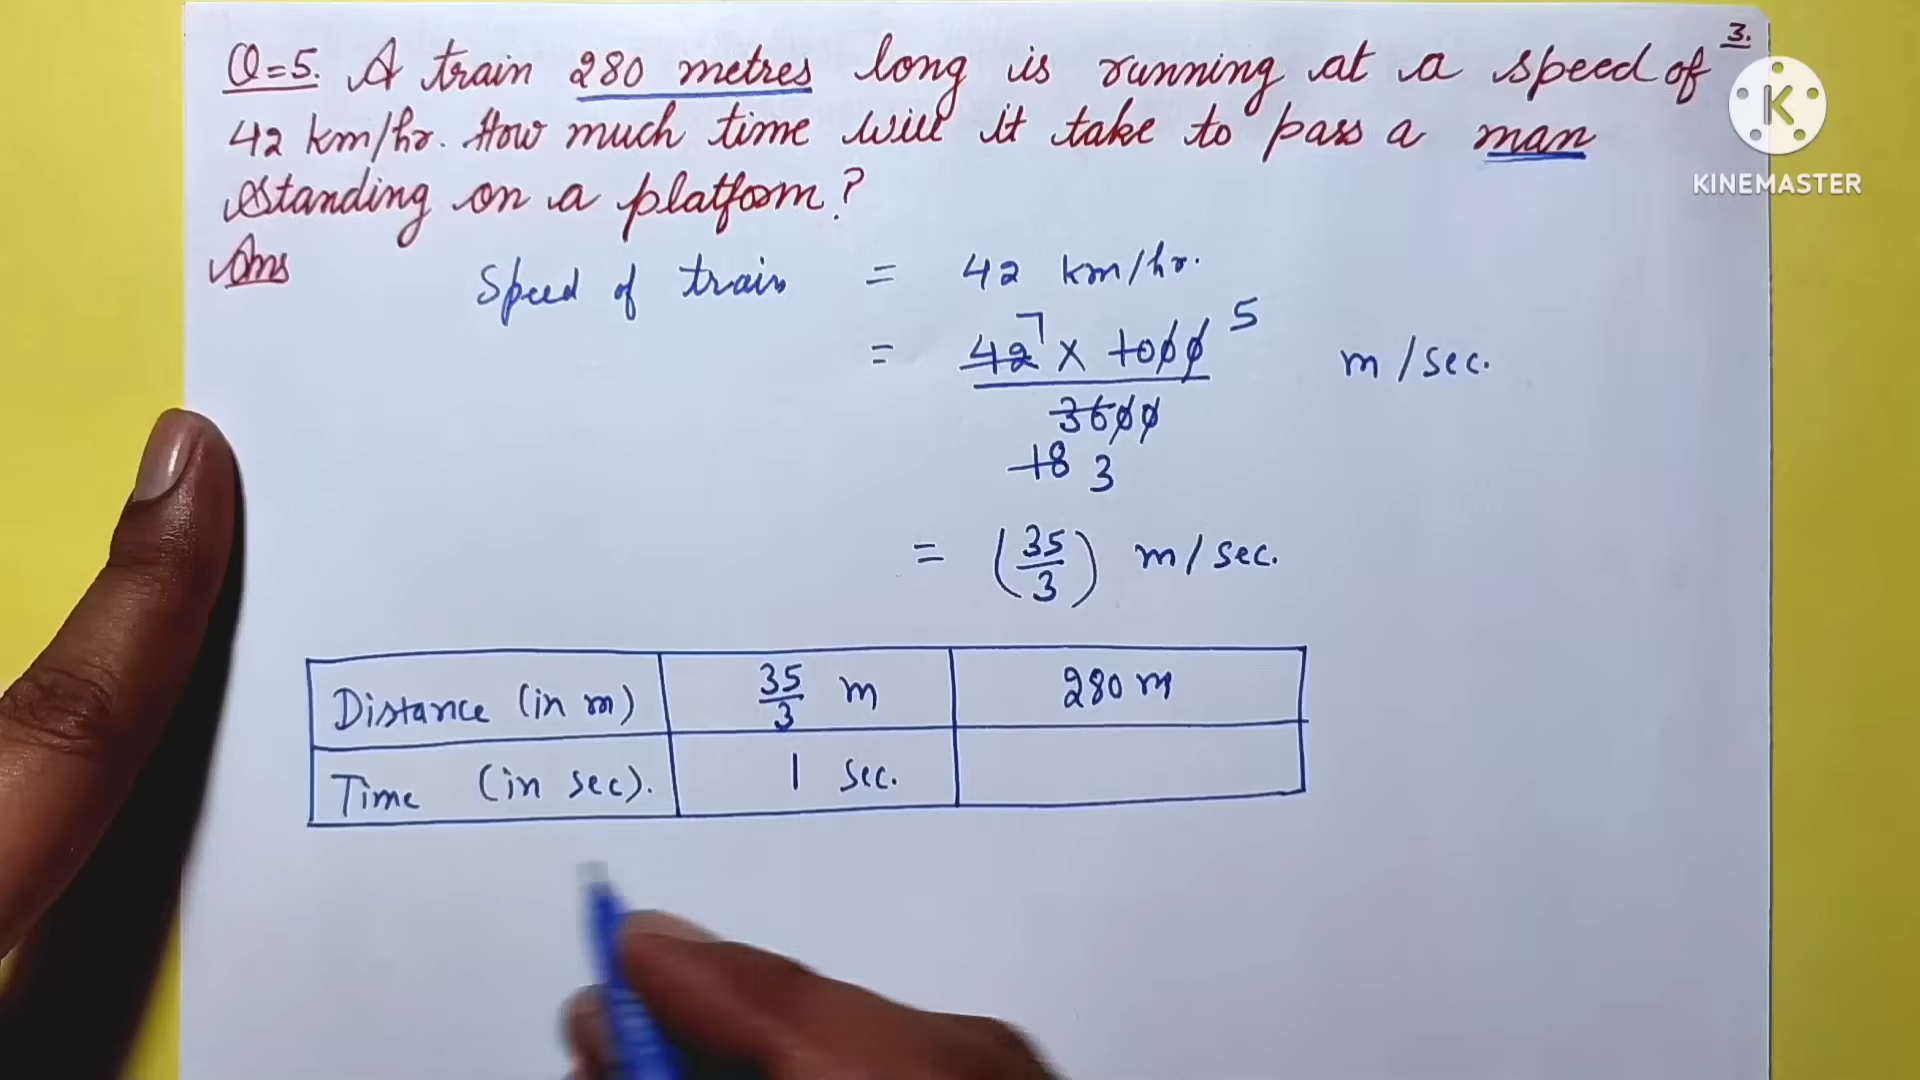 3.
Q=5. A train 280 metres long is running at a speed of
K
42 km/hr. How much time will it take to pass a man
KINEMASTER
standing on a platform?
Ans
Speed of train = 42 km/hr.
= 42 7 x 1000 5 m/sec.
3600
18 3
= (35/3) m/sec.
Distance (in m) 35/3 m 280 m
Time (in sec). 1 sec.